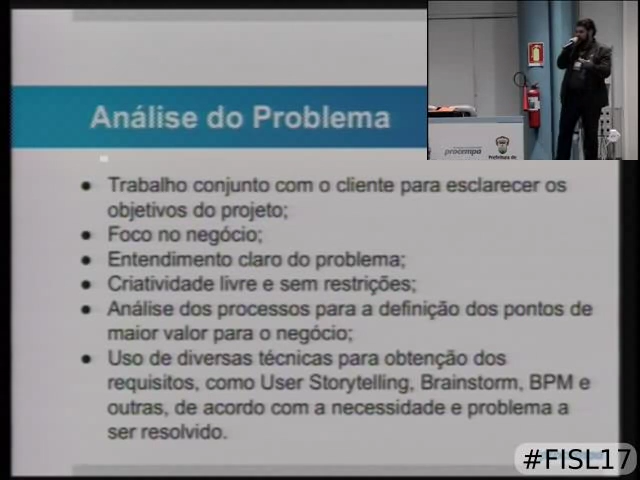 Análise do Problema
procempa
Prefeitura de
● Trabalho conjunto com o cliente para esclarecer os
objetivos do projeto;
● Foco no negócio;
● Entendimento claro do problema;
● Criatividade livre e sem restrições;
● Análise dos processos para a definição dos pontos de
maior valor para o negócio;
● Uso de diversas técnicas para obtenção dos
requisitos, como User Storytelling, Brainstorm, BPM e
outras, de acordo com a necessidade e problema a
ser resolvido.
#FISL17